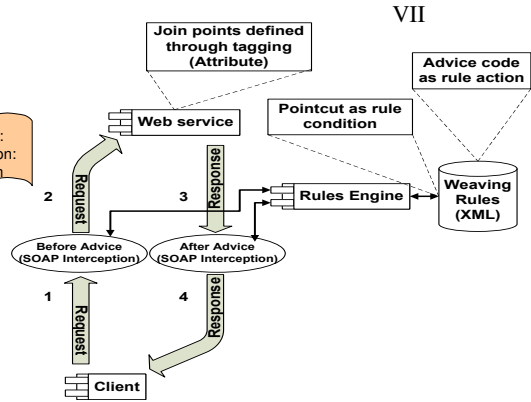 VII
Join points defined
through tagging
(Attribute)
Advice code
as rule action
Pointcut as rule
condition
Web service
:
on:
2
Request
3
Response
Rules Engine
Weaving
Rules
(XML)
Before Advice
(SOAP Interception)
After Advice
(SOAP Interception)
1
Request
4
Response
Client